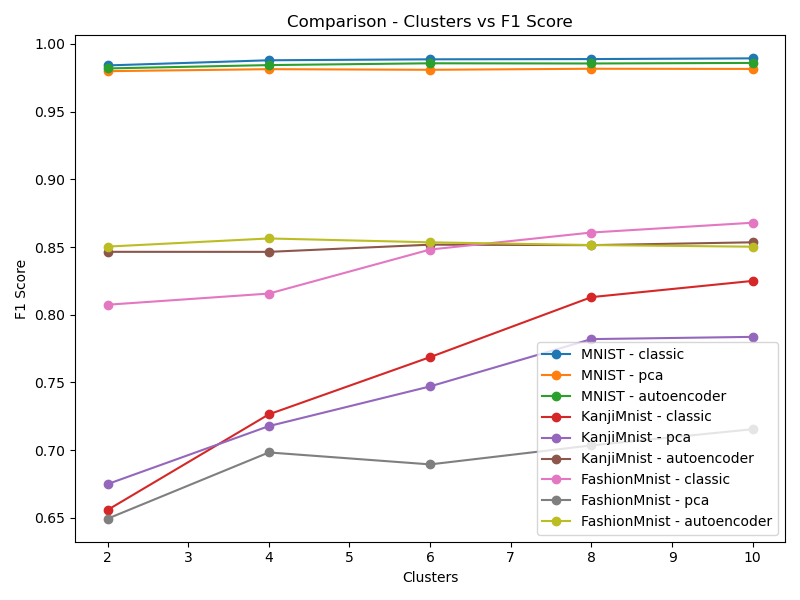 Comparison - Clusters vs F1 Score
1.00
0.95
0.90
0.85
0.80
0.75
0.70
0.65
F1 Score
MNIST - classic
MNIST - pca
MNIST - autoencoder
KanjiMnist - classic
KanjiMnist - pca
KanjiMnist - autoencoder
FashionMnist - classic
FashionMnist - pca
FashionMnist - autoencoder
2 3 4 5 6 7 8 9 10
Clusters